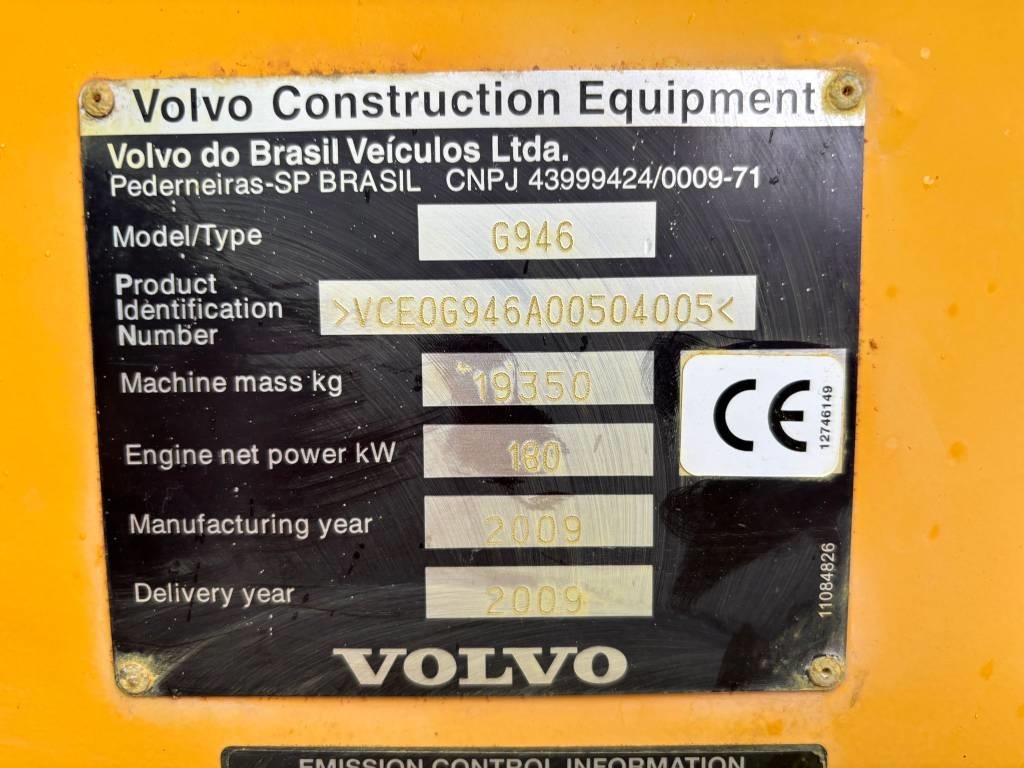 Volvo Construction Equipment
Volvo do Brasil Veículos Ltda.
Pederneiras-SP BRASIL CNPJ 43999424/0009-71
Model/Type G946
Product
Identification
Number
>VCE0G946A00504005<
Machine mass kg 19350
CE
12746149
Engine net power kW 180
Manufacturing year 2009
Delivery year 2009
11084826
VOLVO
EMISSION CONTROL INFORMATION